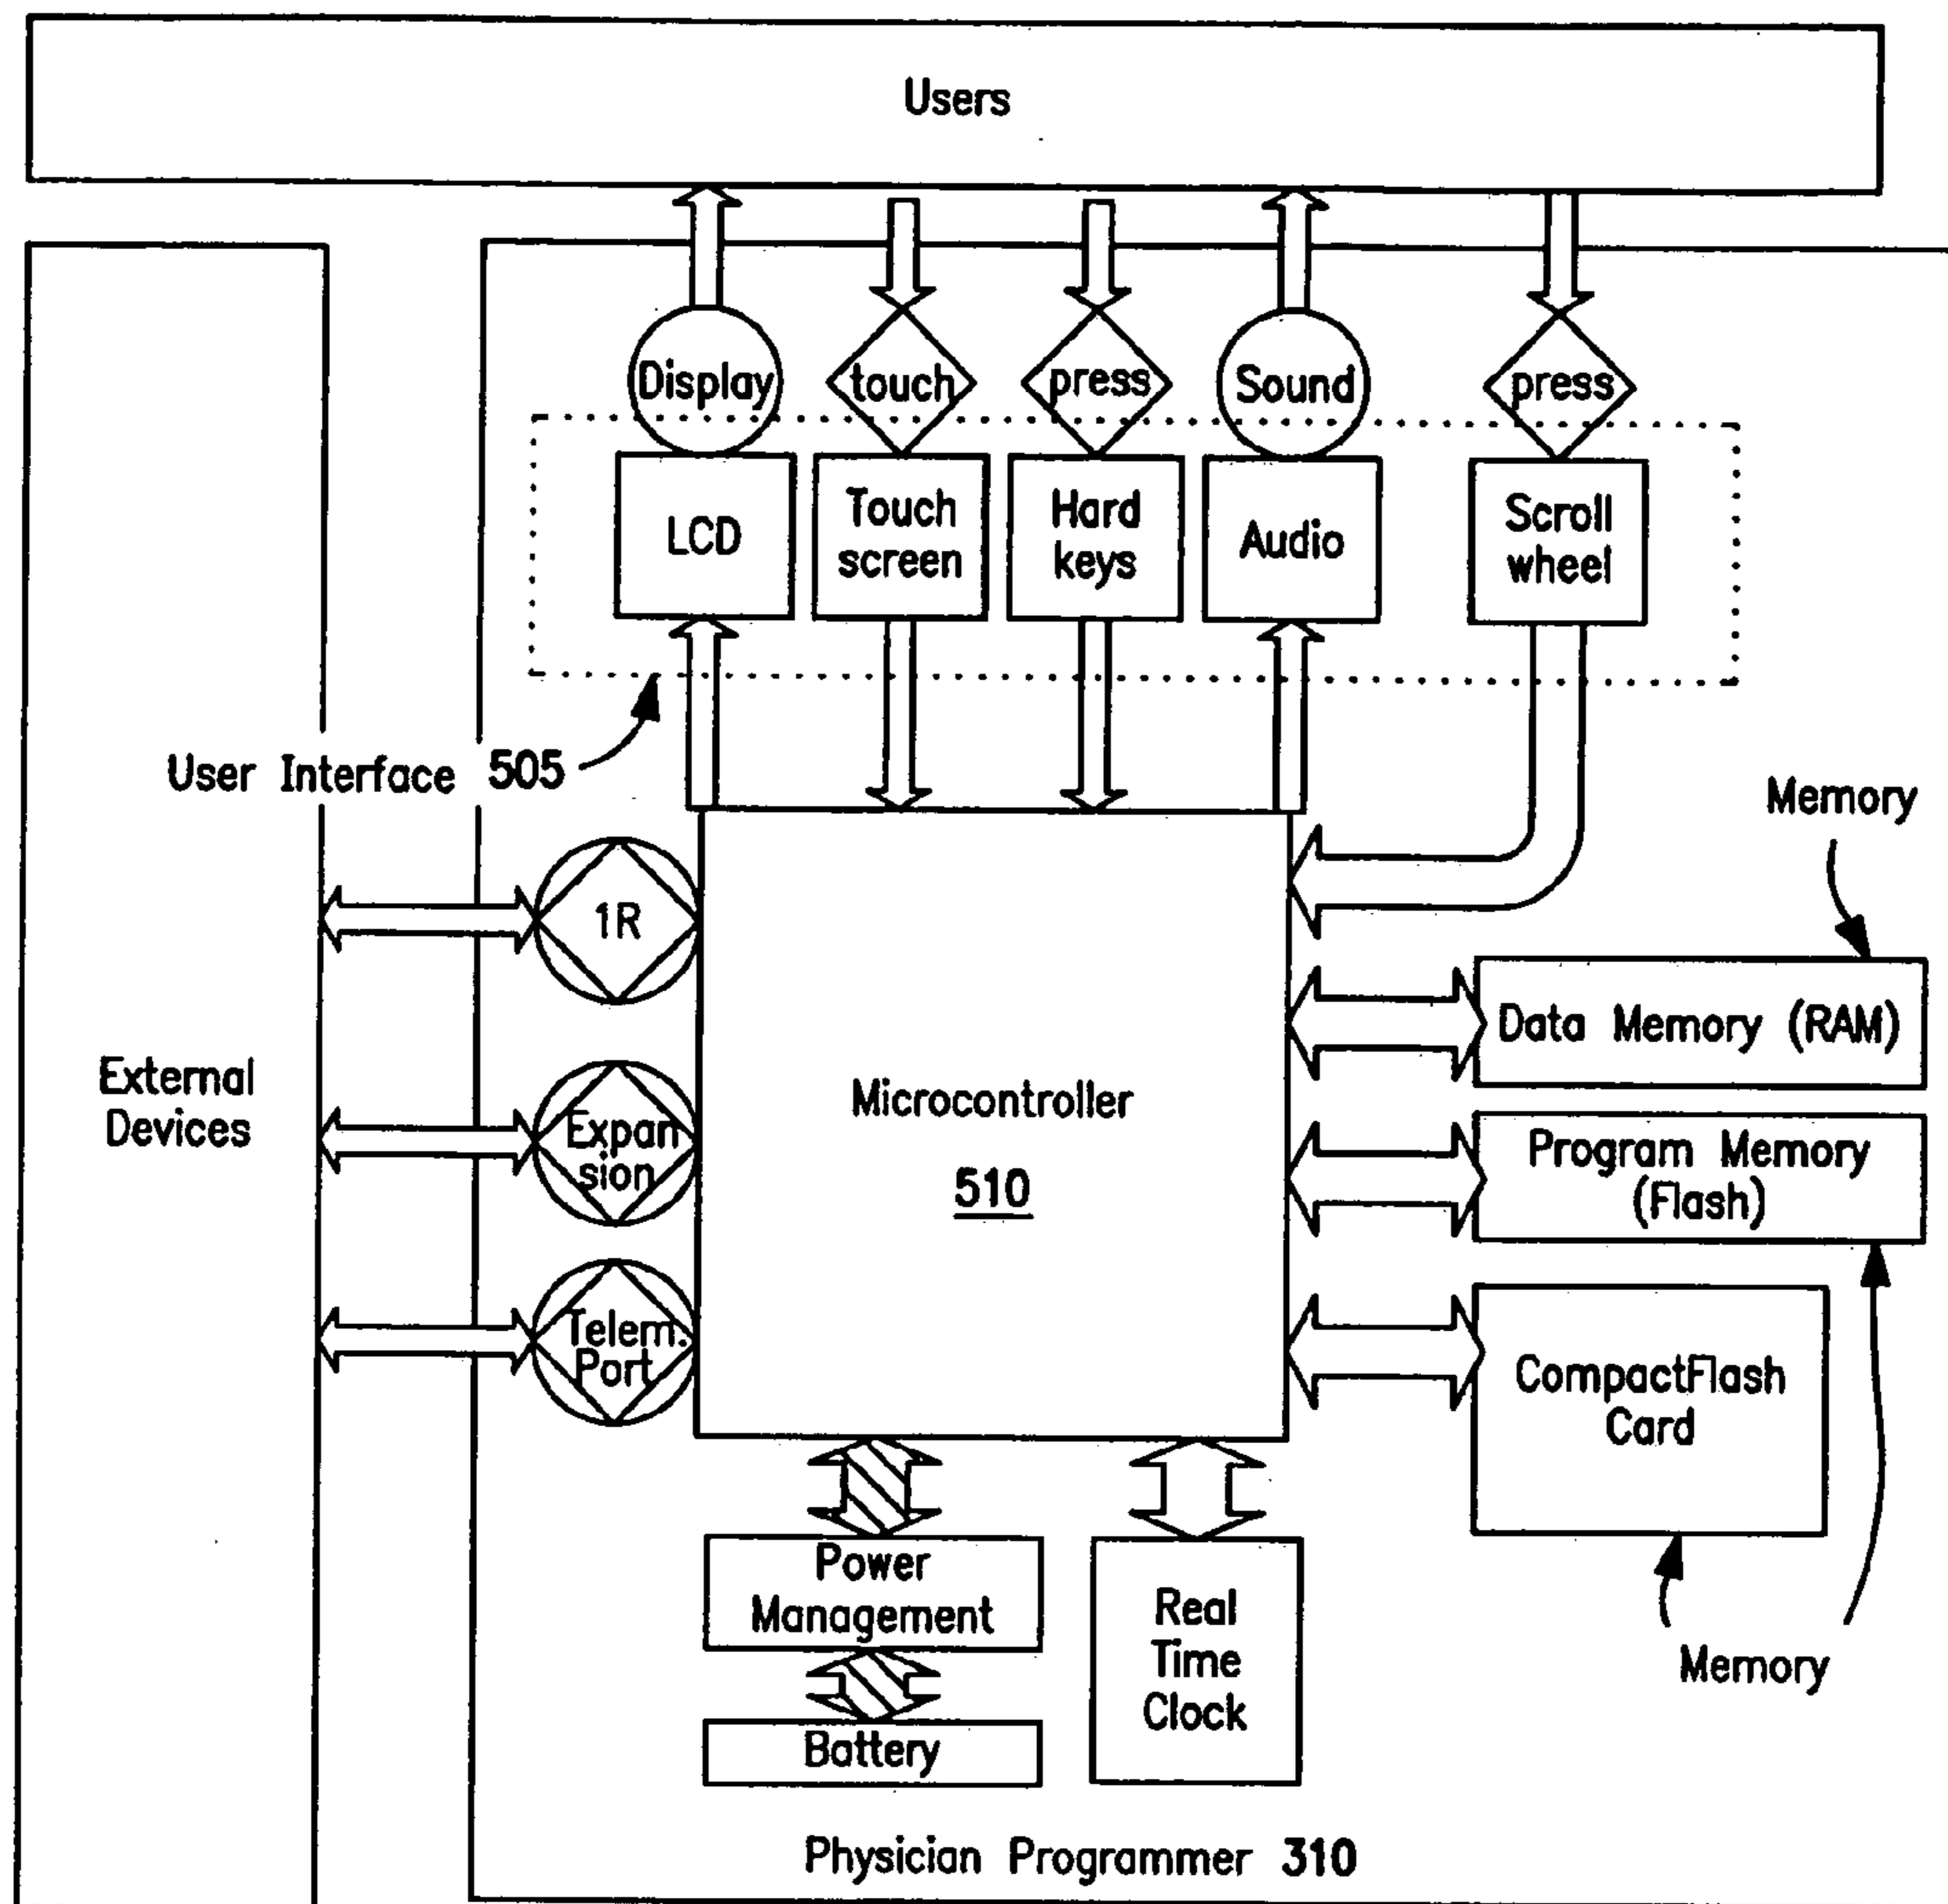 Users
Display
touch
press
Sound
press
LCD
Touch
screen
Hard
keys
Audio
Scroll
wheel
User Interface 505
Memory
1R
Data Memory (RAM)
External
Devices
Expan
sion
Microcontroller
510
Program Memory
(Flash)
Telem.
Port
CompactFlash
Card
Power
Management
Real
Time
Clock
Memory
Battery
Physician Programmer 310